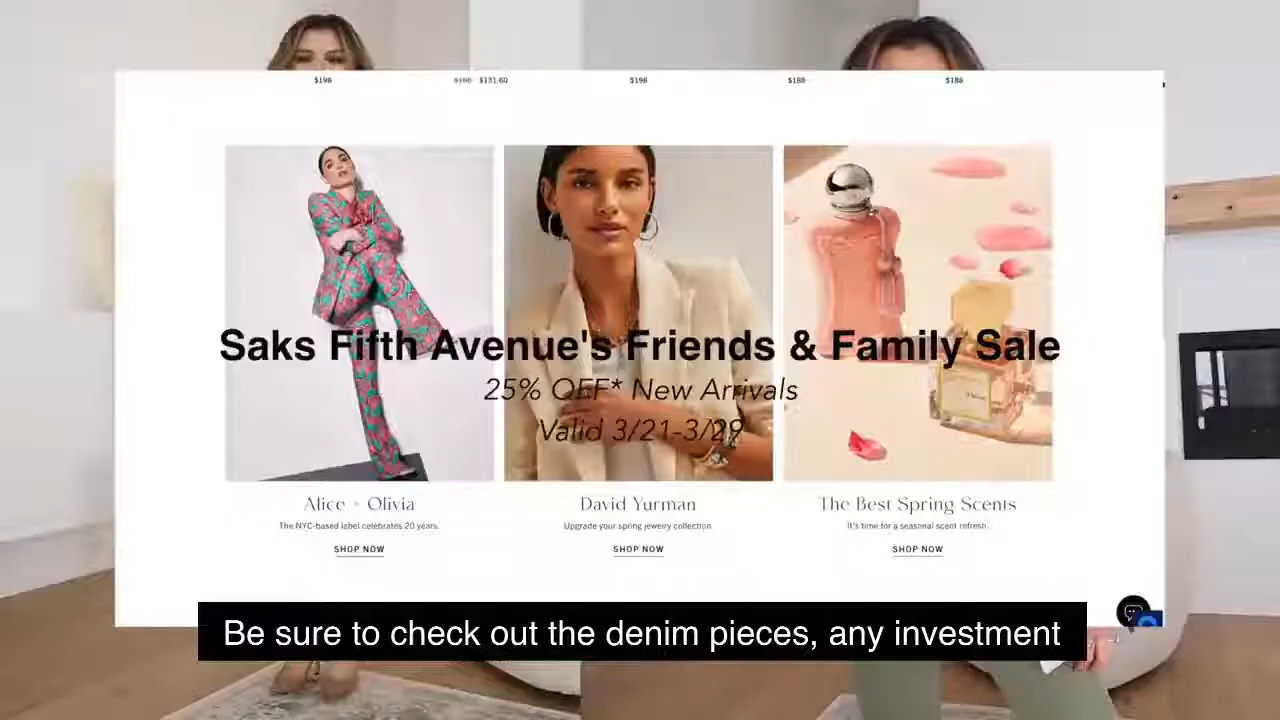 $198 $188 $131.60 $198 $188 $188
Saks Fifth Avenue's Friends & Family Sale
25% OFF* New Arrivals
Valid 3/21-3/29
Alice + Olivia David Yurman The Best Spring Scents
The NYC-based label celebrates 20 years. Upgrade your spring jewelry collection. It's time for a seasonal scent refresh.
SHOP NOW SHOP NOW SHOP NOW
Be sure to check out the denim pieces, any investment